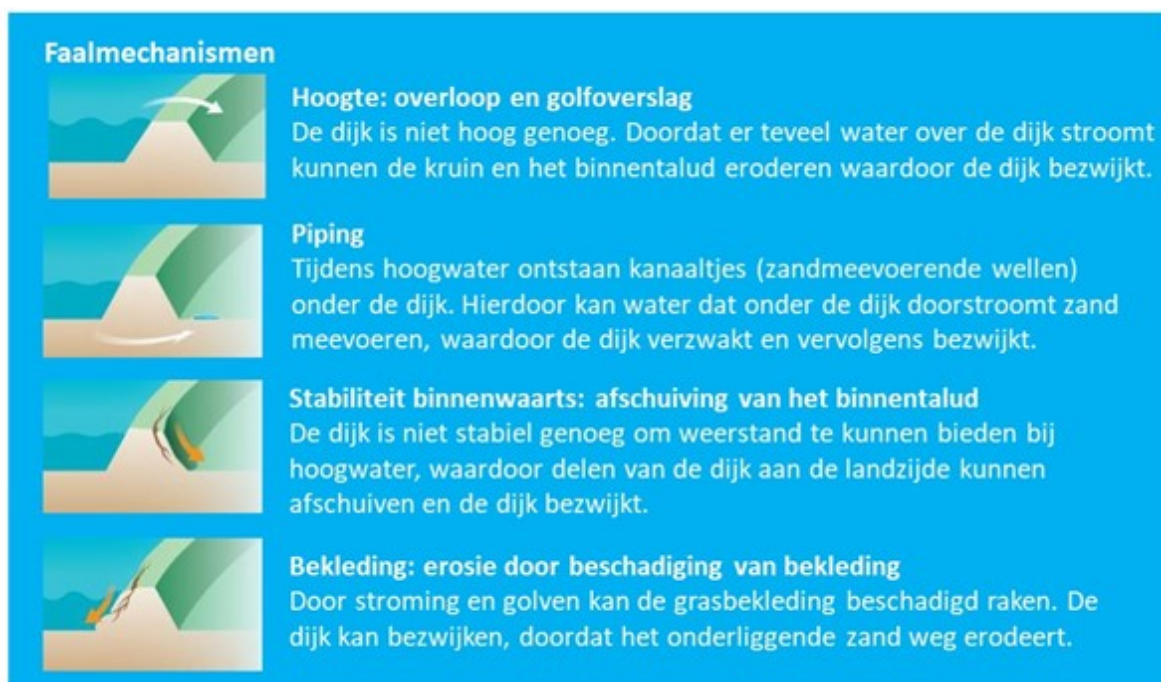 Faalmechanismen
Hoogte: overloop en golfoverslag
De dijk is niet hoog genoeg. Doordat er teveel water over de dijk stroomt
kunnen de kruin en het binnentalud eroderen waardoor de dijk bezwijkt.
Piping
Tijdens hoogwater ontstaan kanaaltjes (zandmeevoerende wellen)
onder de dijk. Hierdoor kan water dat onder de dijk doorstroomt zand
meevoeren, waardoor de dijk verzwakt en vervolgens bezwijkt.
Stabiliteit binnenwaarts: afschuiving van het binnentalud
De dijk is niet stabiel genoeg om weerstand te kunnen bieden bij
hoogwater, waardoor delen van de dijk aan de landzijde kunnen
afschuiven en de dijk bezwijkt.
Bekleding: erosie door beschadiging van bekleding
Door stroming en golven kan de grasbekleding beschadigd raken. De
dijk kan bezwijken, doordat het onderliggende zand weg erodeert.